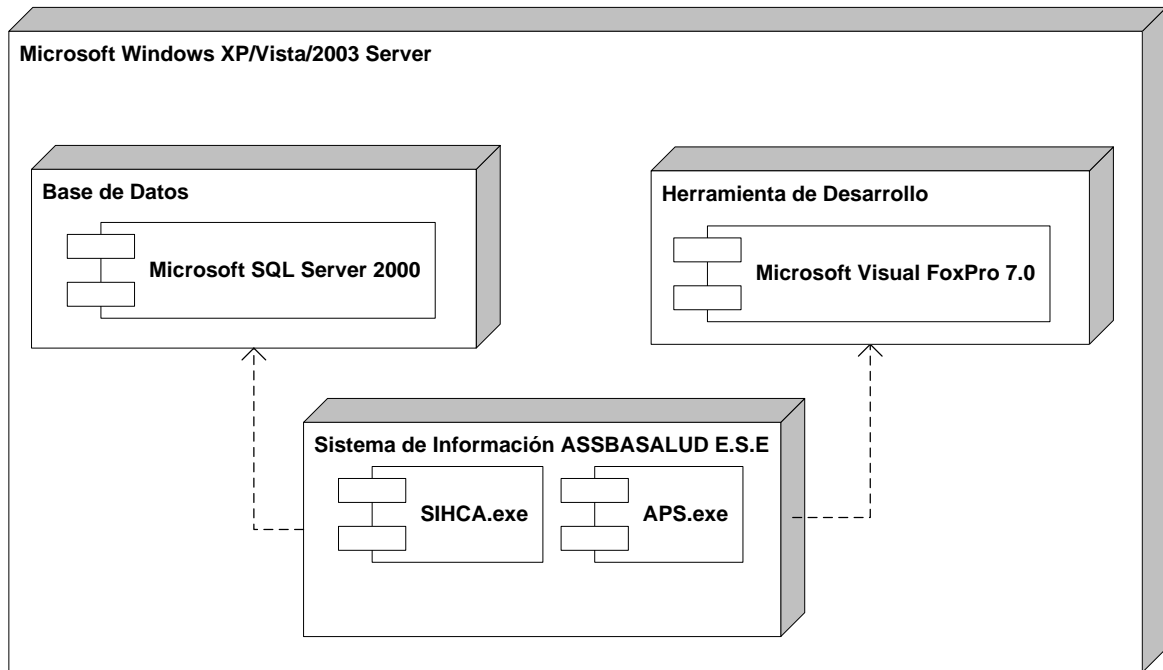 Microsoft Windows XP/Vista/2003 Server
Base de Datos
Microsoft SQL Server 2000
Herramienta de Desarrollo
Microsoft Visual FoxPro 7.0
Sistema de Información ASSBASALUD E.S.E
SIHCA.exe
APS.exe